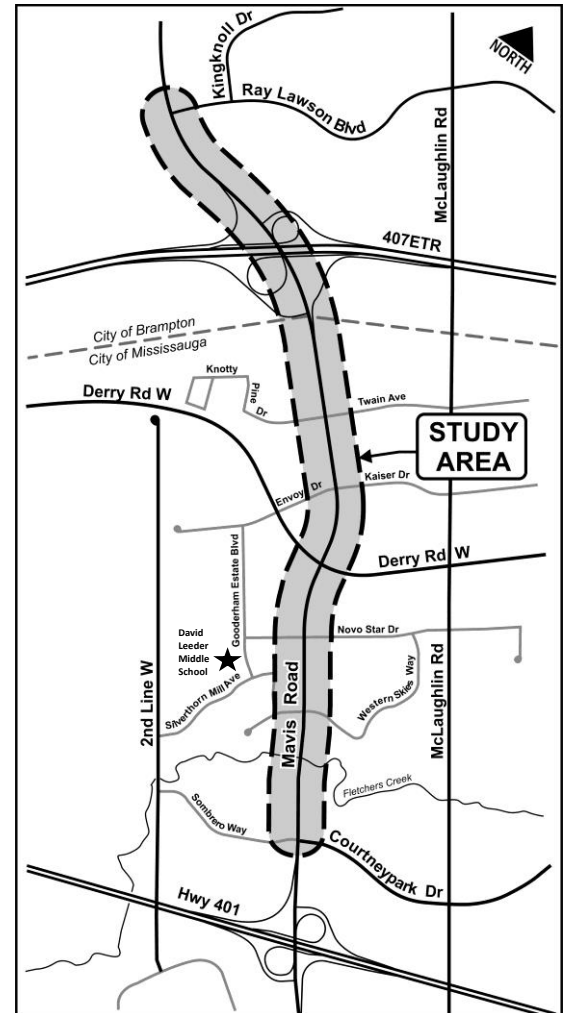 Kingknoll Dr
NORTH
Ray Lawson Blvd
McLaughlin Rd
407ETR
City of Brampton
City of Mississauga
Knotty
Pine
Dr
Derry Rd W
Twain Ave
STUDY
AREA
Kaiser Dr
Envoy Dr
Derry Rd W
Gooderham Estate Blvd
Novo Star Dr
David
Leeder
Middle
School
Silverthorn Mill Ave
2nd Line W
Mavis Road
Western Skies Way
McLaughlin Rd
Fletchers Creek
Sombrero Way
Courtneypark Dr
Hwy 401